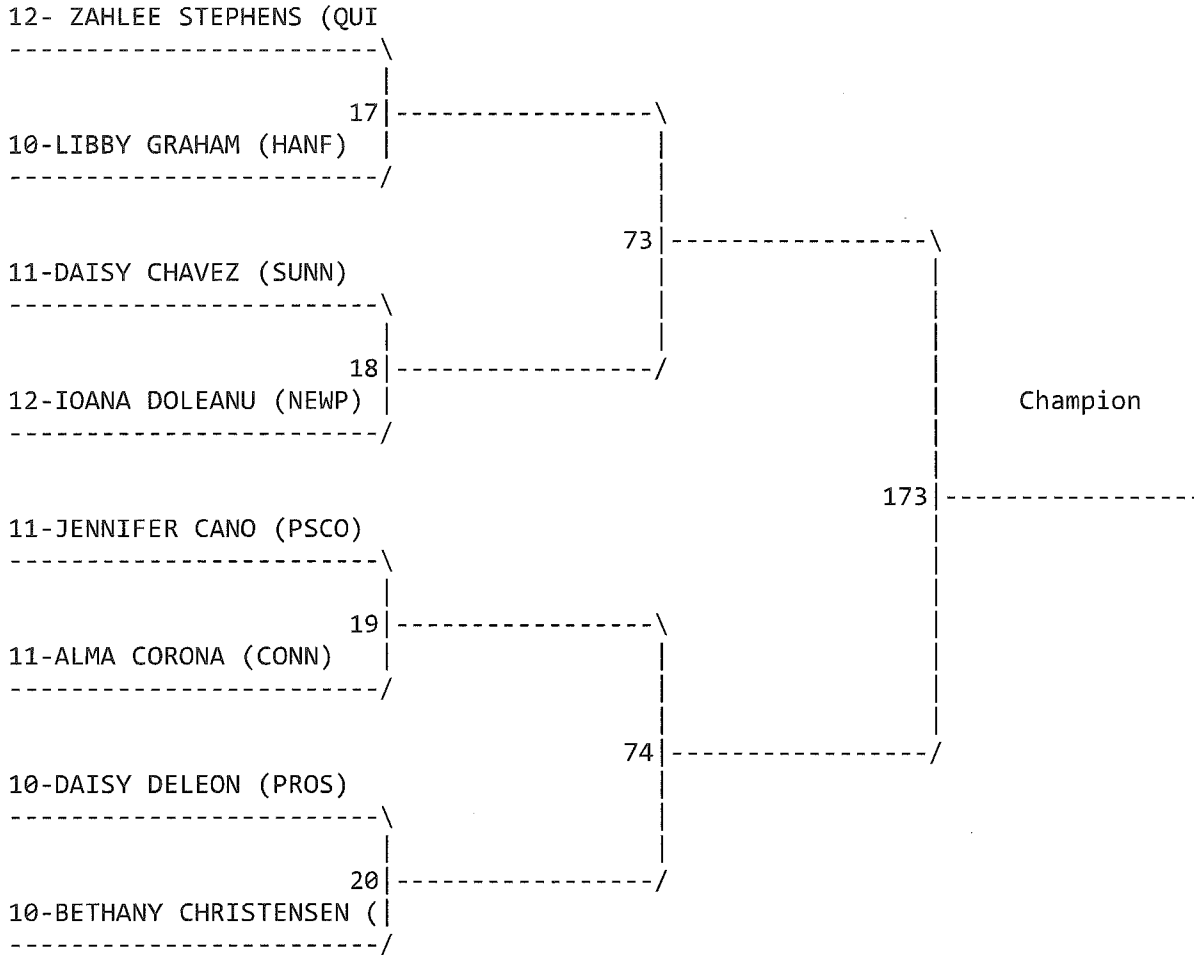 12- ZAHLEE STEPHENS (QUI
17
10-LIBBY GRAHAM (HANF)
73
11-DAISY CHAVEZ (SUNN)
18
12-IOANA DOLEANU (NEWP)
Champion
173
11-JENNIFER CANO (PSCO)
19
11-ALMA CORONA (CONN)
74
10-DAISY DELEON (PROS)
20
10-BETHANY CHRISTENSEN (